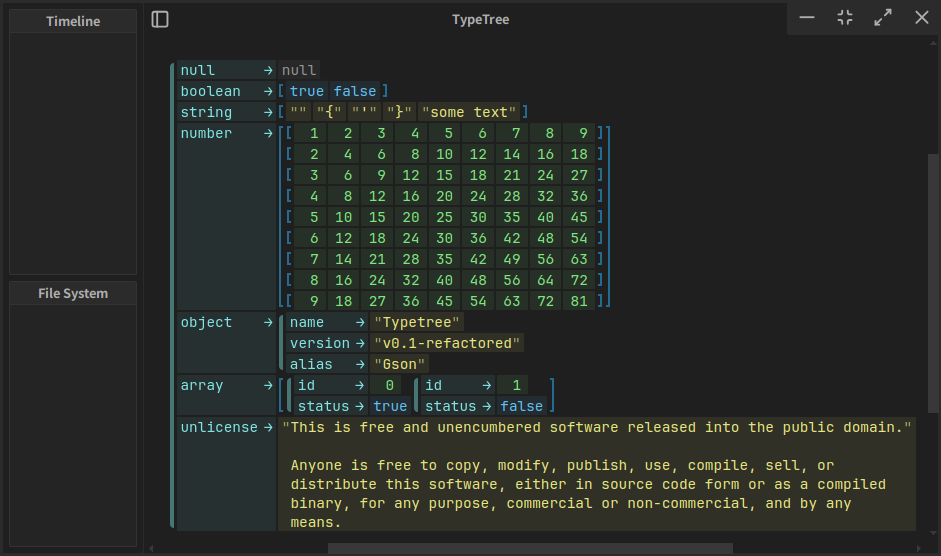 Timeline
TypeTree
File System
null → null
boolean → [ true false ]
string → [ "" "{" "'" "}" "some text" ]
number → [[ 1 2 3 4 5 6 7 8 9 ]]
[ 2 4 6 8 10 12 14 16 18 ]
[ 3 6 9 12 15 18 21 24 27 ]
[ 4 8 12 16 20 24 28 32 36 ]
[ 5 10 15 20 25 30 35 40 45 ]
[ 6 12 18 24 30 36 42 48 54 ]
[ 7 14 21 28 35 42 49 56 63 ]
[ 8 16 24 32 40 48 56 64 72 ]
[ 9 18 27 36 45 54 63 72 81 ]
object → name → "Typetree"
version → "v0.1-refactored"
alias → "Gson"
array → [ id → 0 id → 1 ]
status → true status → false
unlicense → "This is free and unencumbered software released into the public domain."
Anyone is free to copy, modify, publish, use, compile, sell, or
distribute this software, either in source code form or as a compiled
binary, for any purpose, commercial or non-commercial, and by any
means.